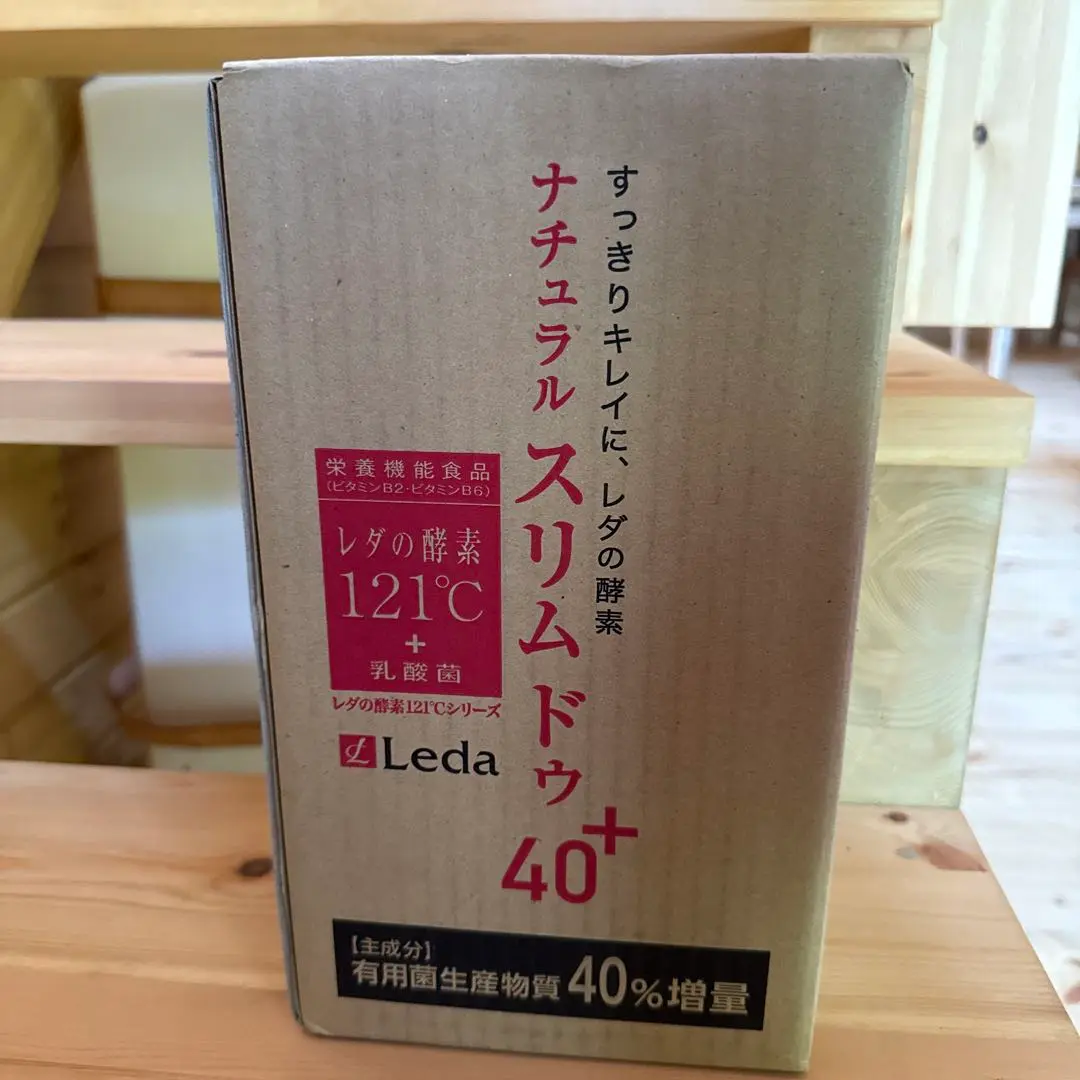 すっきりキレイに、レダの酵素
ナチュラルスリムドゥ
40+
栄養機能食品
(ビタミンB2・ビタミンB6)
レダの酵素
121℃
+
乳酸菌
レダの酵素121℃シリーズ
Leda
【主成分】
有用菌生産物質40%増量